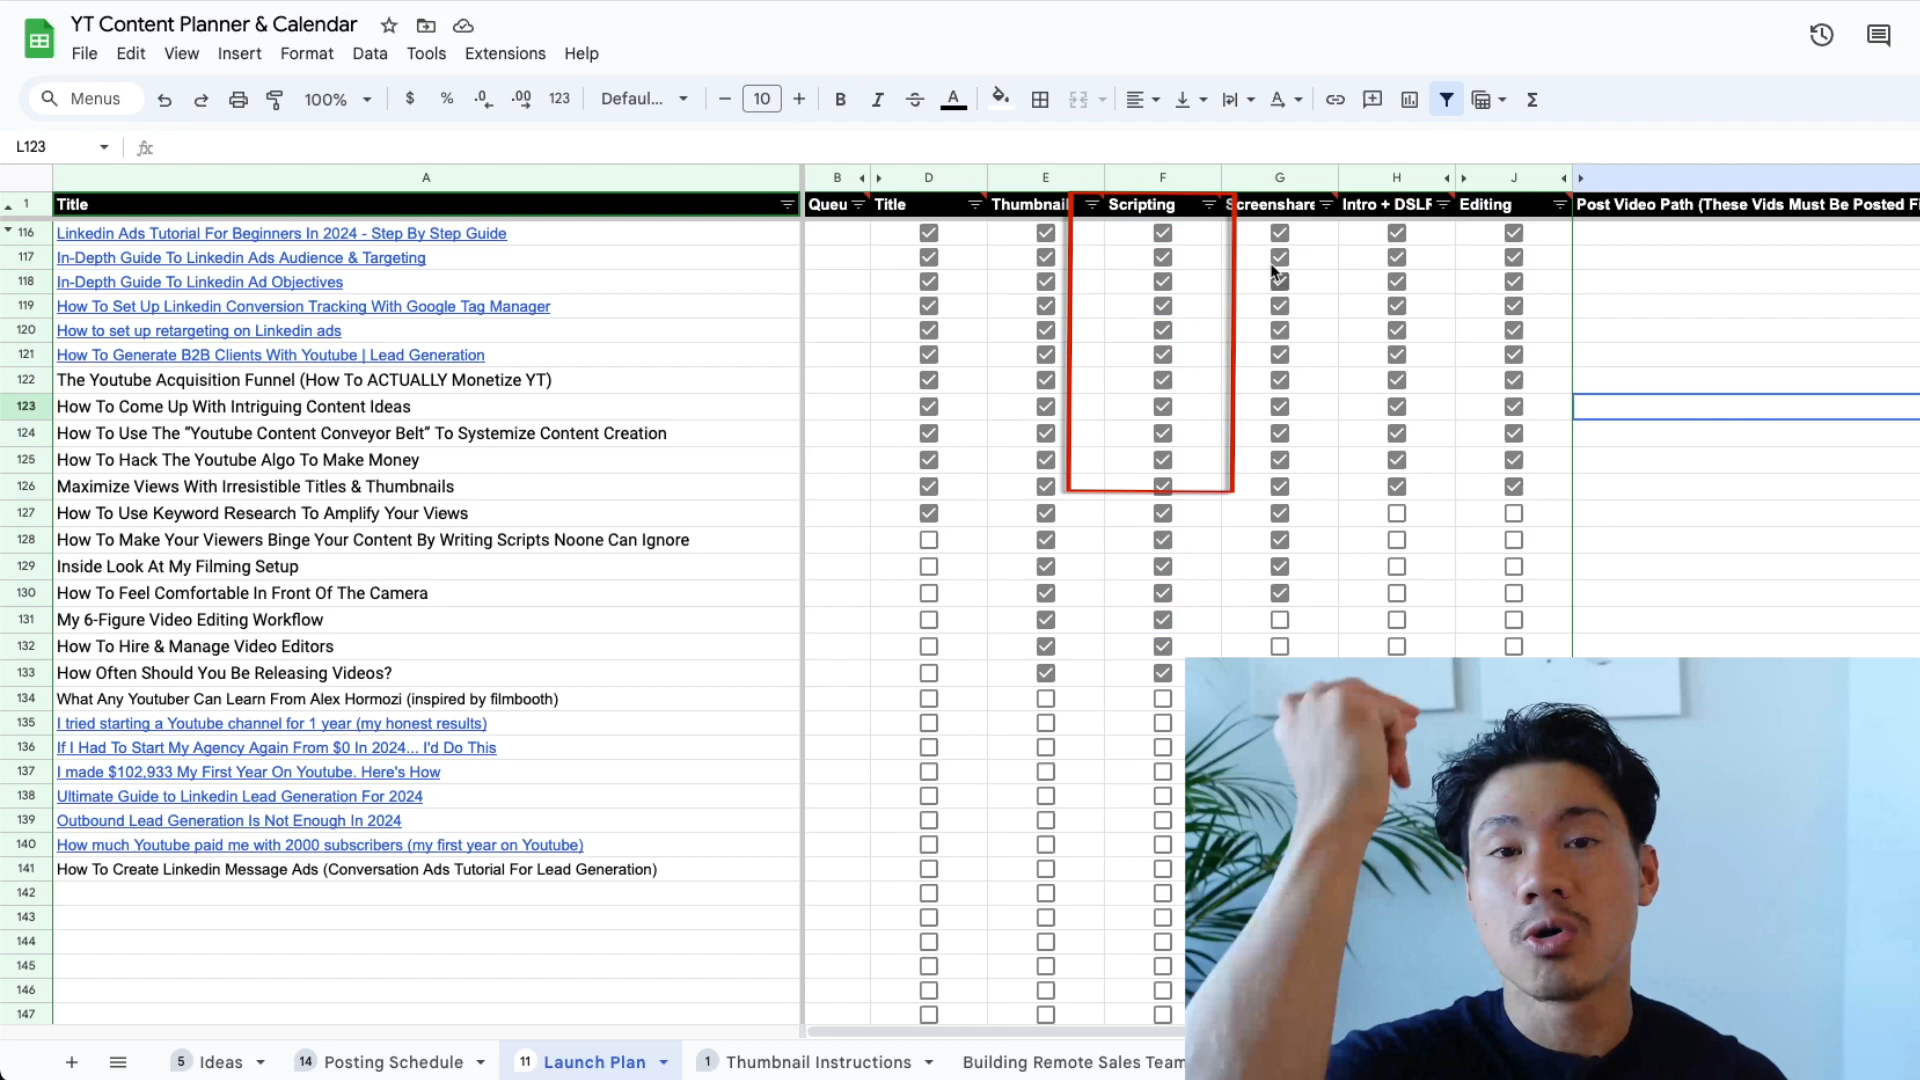 YT Content Planner & Calendar
File Edit View Insert Format Data Tools Extensions Help
Menus 100% $ % .0 .00 123 Defaul... 10 B I A Σ
L123 fx
A B D E F G H J
1 Title Queu Title Thumbnail Scripting Screenshare Intro + DSLR Editing Post Video Path (These Vids Must Be Posted Fi
116 Linkedin Ads Tutorial For Beginners In 2024 - Step By Step Guide
117 In-Depth Guide To Linkedin Ads Audience & Targeting
118 In-Depth Guide To Linkedin Ad Objectives
119 How To Set Up Linkedin Conversion Tracking With Google Tag Manager
120 How to set up retargeting on Linkedin ads
121 How To Generate B2B Clients With Youtube | Lead Generation
122 The Youtube Acquisition Funnel (How To ACTUALLY Monetize YT)
123 How To Come Up With Intriguing Content Ideas
124 How To Use The “Youtube Content Conveyor Belt” To Systemize Content Creation
125 How To Hack The Youtube Algo To Make Money
126 Maximize Views With Irresistible Titles & Thumbnails
127 How To Use Keyword Research To Amplify Your Views
128 How To Make Your Viewers Binge Your Content By Writing Scripts Noone Can Ignore
129 Inside Look At My Filming Setup
130 How To Feel Comfortable In Front Of The Camera
131 My 6-Figure Video Editing Workflow
132 How To Hire & Manage Video Editors
133 How Often Should You Be Releasing Videos?
134 What Any Youtuber Can Learn From Alex Hormozi (inspired by filmbooth)
135 I tried starting a Youtube channel for 1 year (my honest results)
136 If I Had To Start My Agency Again From $0 In 2024... I'd Do This
137 I made $102,933 My First Year On Youtube. Here's How
138 Ultimate Guide to Linkedin Lead Generation For 2024
139 Outbound Lead Generation Is Not Enough In 2024
140 How much Youtube paid me with 2000 subscribers (my first year on Youtube)
141 How To Create Linkedin Message Ads (Conversation Ads Tutorial For Lead Generation)
142
143
144
145
146
147
5 Ideas 14 Posting Schedule 11 Launch Plan 1 Thumbnail Instructions Building Remote Sales Team